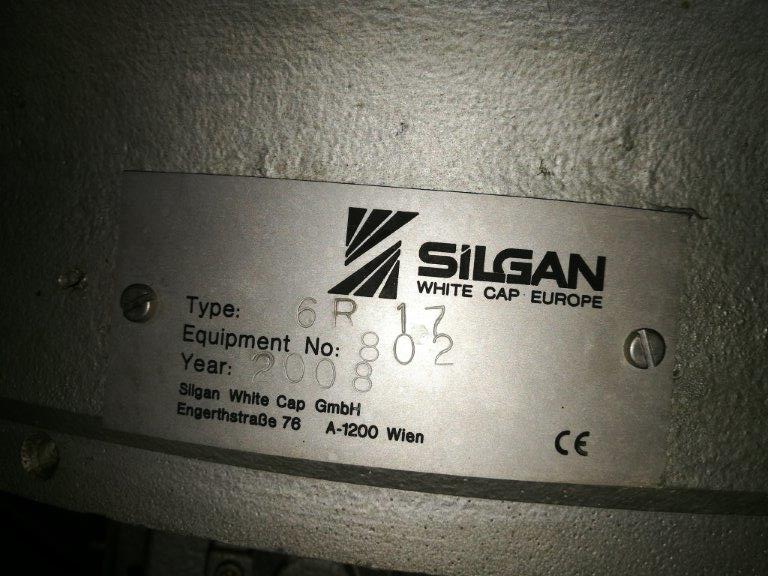 SILGAN
WHITE CAP EUROPE
Type: 6R 17
Equipment No: 802
Year: 2008
Silgan White Cap GmbH
Engerthstraße 76 A-1200 Wien
CE